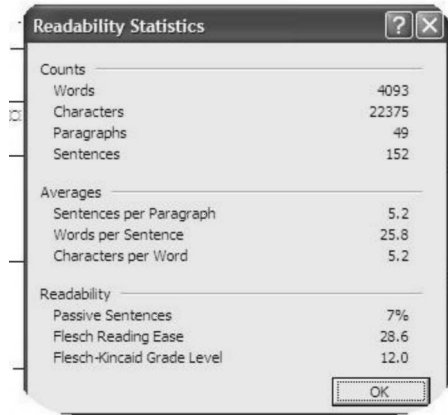 Readability Statistics
Counts
Words 4093
Characters 22375
Paragraphs 49
Sentences 152
Averages
Sentences per Paragraph 5.2
Words per Sentence 25.8
Characters per Word 5.2
Readability
Passive Sentences 7%
Flesch Reading Ease 28.6
Flesch-Kincaid Grade Level 12.0
OK